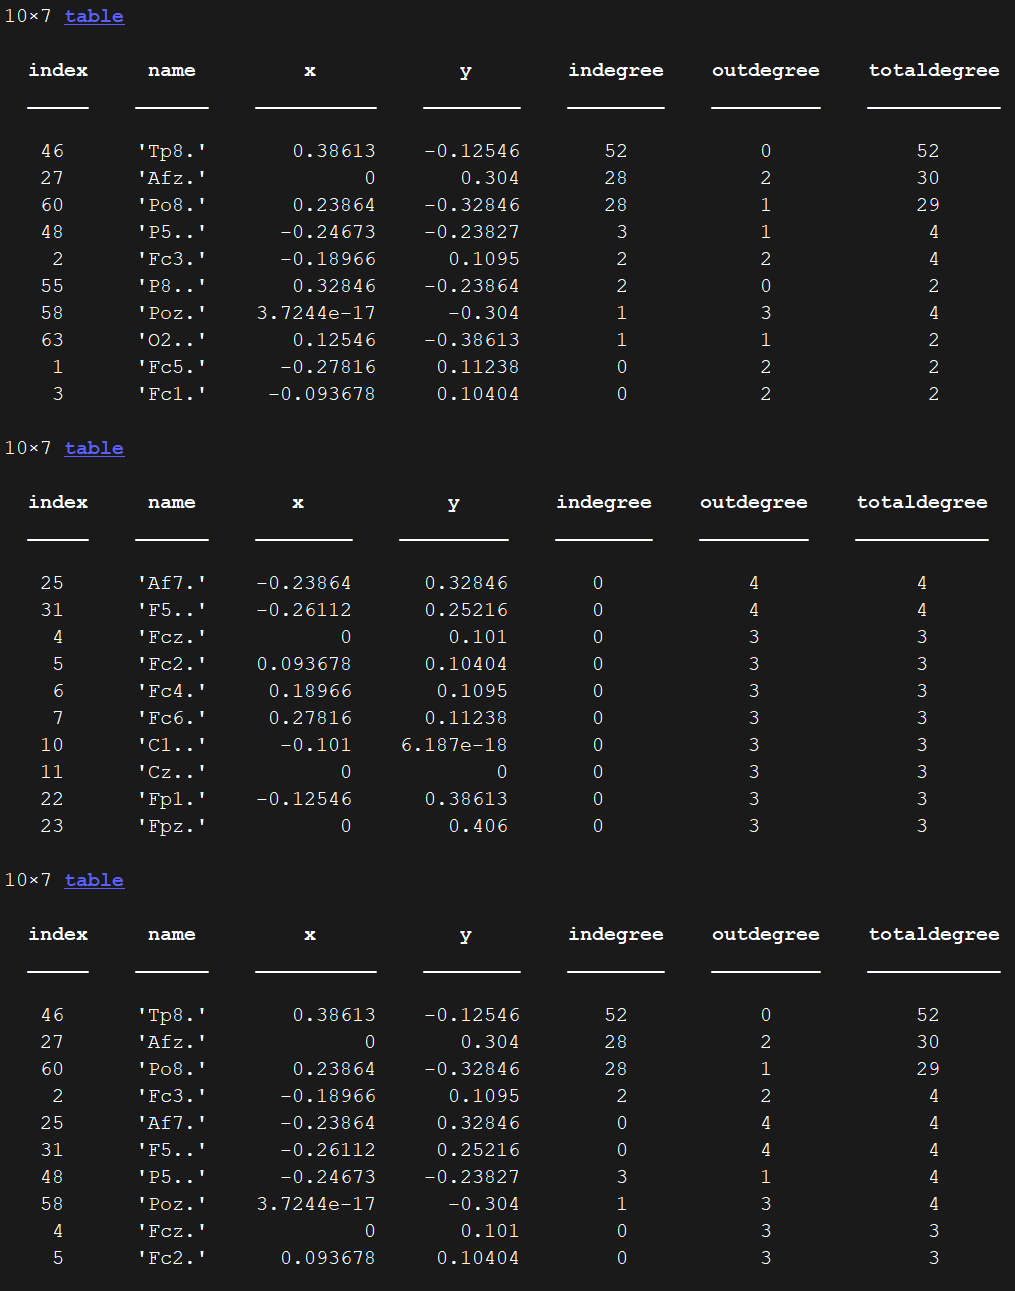 10×7 table
index name x y indegree outdegree totaldegree
46 'Tp8.' 0.38613 -0.12546 52 0 52
27 'Afz.' 0 0.304 28 2 30
60 'Po8.' 0.23864 -0.32846 28 1 29
48 'P5..' -0.24673 -0.23827 3 1 4
2 'Fc3.' -0.18966 0.1095 2 2 4
55 'P8..' 0.32846 -0.23864 2 0 2
58 'Poz.' 3.7244e-17 -0.304 1 3 4
63 'O2..' 0.12546 -0.38613 1 1 2
1 'Fc5.' -0.27816 0.11238 0 2 2
3 'Fc1.' -0.093678 0.10404 0 2 2
10×7 table
index name x y indegree outdegree totaldegree
25 'Af7.' -0.23864 0.32846 0 4 4
31 'F5..' -0.26112 0.25216 0 4 4
4 'Fcz.' 0 0.101 0 3 3
5 'Fc2.' 0.093678 0.10404 0 3 3
6 'Fc4.' 0.18966 0.1095 0 3 3
7 'Fc6.' 0.27816 0.11238 0 3 3
10 'C1..' -0.101 6.187e-18 0 3 3
11 'Cz..' 0 0 0 3 3
22 'Fp1.' -0.12546 0.38613 0 3 3
23 'Fpz.' 0 0.406 0 3 3
10×7 table
index name x y indegree outdegree totaldegree
46 'Tp8.' 0.38613 -0.12546 52 0 52
27 'Afz.' 0 0.304 28 2 30
60 'Po8.' 0.23864 -0.32846 28 1 29
2 'Fc3.' -0.18966 0.1095 2 2 4
25 'Af7.' -0.23864 0.32846 0 4 4
31 'F5..' -0.26112 0.25216 0 4 4
48 'P5..' -0.24673 -0.23827 3 1 4
58 'Poz.' 3.7244e-17 -0.304 1 3 4
4 'Fcz.' 0 0.101 0 3 3
5 'Fc2.' 0.093678 0.10404 0 3 3